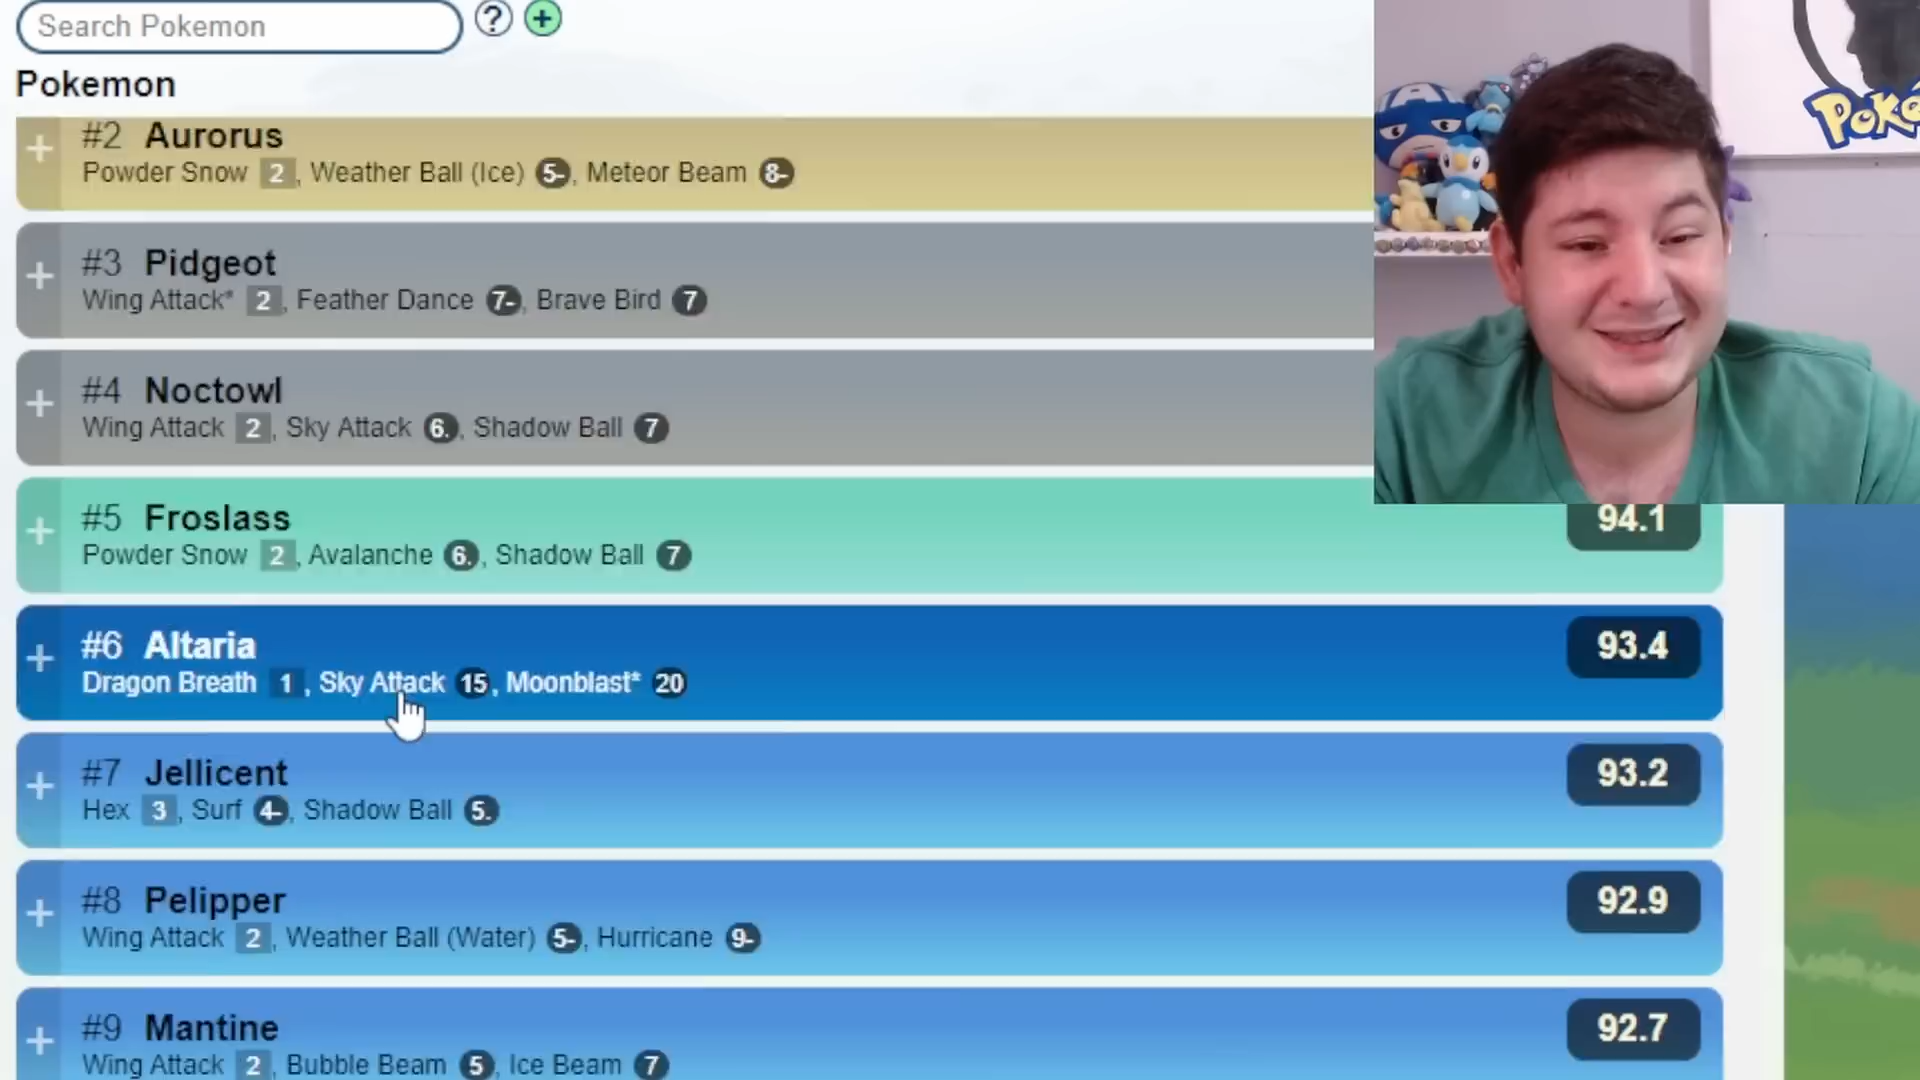 Search Pokemon ? +
Pokemon
+ #2 Aurorus
Powder Snow 2, Weather Ball (Ice) 5-, Meteor Beam 8-
+ #3 Pidgeot
Wing Attack* 2, Feather Dance 7-, Brave Bird 7
+ #4 Noctowl
Wing Attack 2, Sky Attack 6., Shadow Ball 7
+ #5 Froslass 94.1
Powder Snow 2, Avalanche 6., Shadow Ball 7
+ #6 Altaria 93.4
Dragon Breath 1, Sky Attack 15, Moonblast* 20
+ #7 Jellicent 93.2
Hex 3, Surf 4-, Shadow Ball 5.
+ #8 Pelipper 92.9
Wing Attack 2, Weather Ball (Water) 5-, Hurricane 9-
+ #9 Mantine 92.7
Wing Attack 2, Bubble Beam 5, Ice Beam 7
Poké